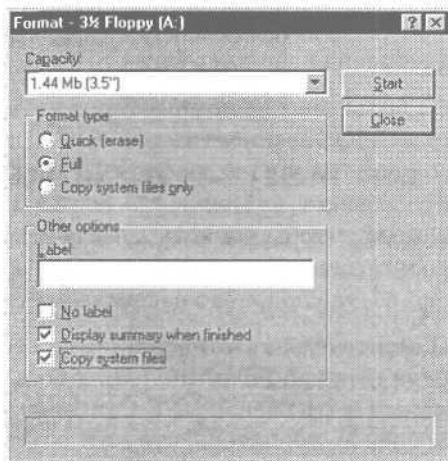 Format - 3½ Floppy (A:)
Capacity:
1.44 Mb (3.5")
Start
Close
Format type
Quick (erase)
Full
Copy system files only
Other options
Label:
No label
Display summary when finished
Copy system files